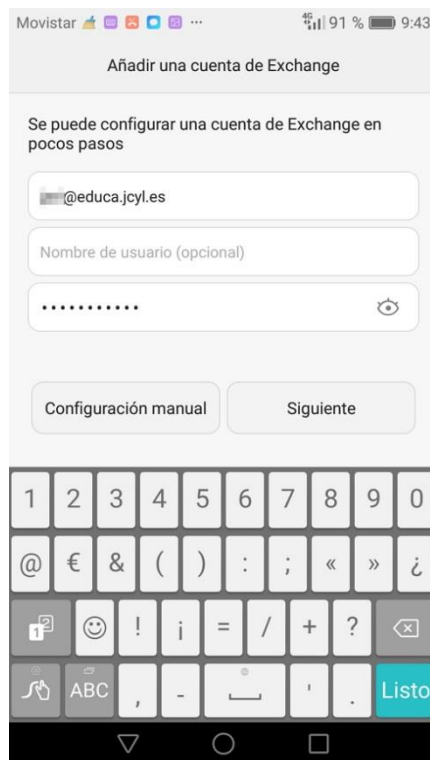 Movistar ... 4G 91 % 9:43
Añadir una cuenta de Exchange
Se puede configurar una cuenta de Exchange en
pocos pasos
@educa.jcyl.es
Nombre de usuario (opcional)
•••••••••••
Configuración manual Siguiente
1 2 3 4 5 6 7 8 9 0
@ € & ( ) : ; « » ¿
12 ! ¡ = / + ?
ABC , - ' . Listo